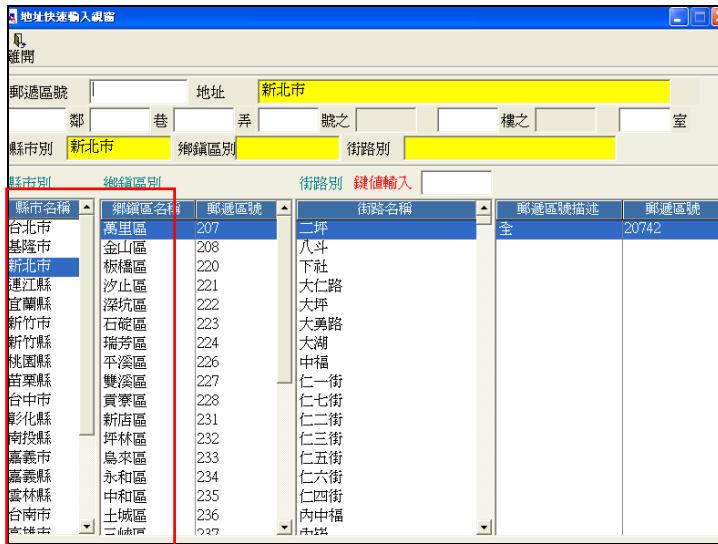 地址快速輸入視窗
離開
郵遞區號 地址 新北市
鄰 巷 弄 號之 樓之 室
縣市別 新北市 鄉鎮區別 街路別
縣市別 鄉鎮區別 街路別 鍵值輸入
縣市名稱 鄉鎮區名稱 郵遞區號 街路名稱 郵遞區號描述 郵遞區號
台北市 萬里區 207 二坪 全 20742
基隆市 金山區 208 八斗
新北市 板橋區 220 下社
連江縣 汐止區 221 大仁路
宜蘭縣 深坑區 222 大坪
新竹市 石碇區 223 大勇路
新竹縣 瑞芳區 224 大湖
桃園縣 平溪區 226 中福
苗栗縣 雙溪區 227 仁一街
台中市 貢寮區 228 仁七街
彰化縣 新店區 231 仁二街
南投縣 坪林區 232 仁三街
嘉義市 烏來區 233 仁五街
嘉義縣 永和區 234 仁六街
雲林縣 中和區 235 仁四街
台南市 土城區 236 內中福
高雄市 三峽區 237